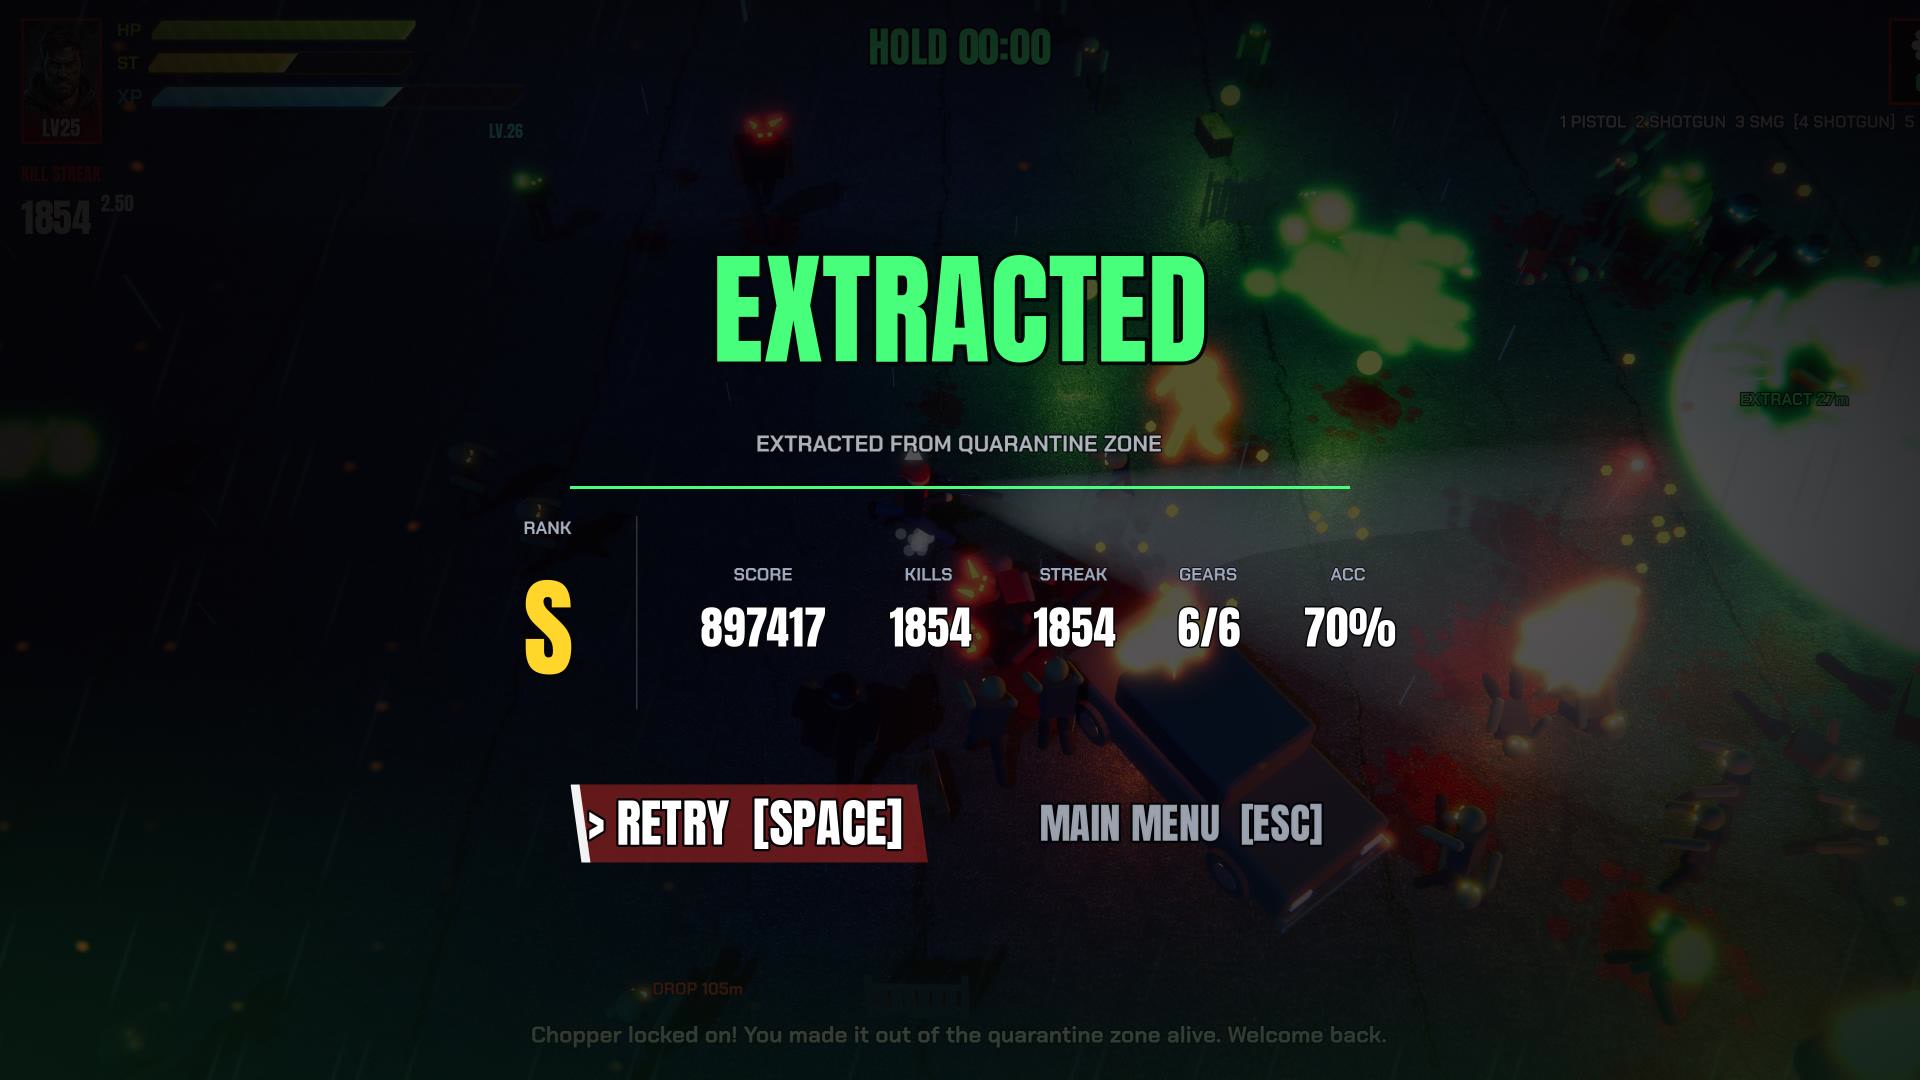 HP
HOLD 00:00
ST
XP
LV25
LV.26
1 PISTOL 2 SHOTGUN 3 SMG [4 SHOTGUN] 5
KILL STREAK
1854 2.50
EXTRACTED
EXTRACT 27m
EXTRACTED FROM QUARANTINE ZONE
RANK
S
SCORE KILLS STREAK GEARS ACC
897417 1854 1854 6/6 70%
> RETRY [SPACE] MAIN MENU [ESC]
DROP 105m
Chopper locked on! You made it out of the quarantine zone alive. Welcome back.